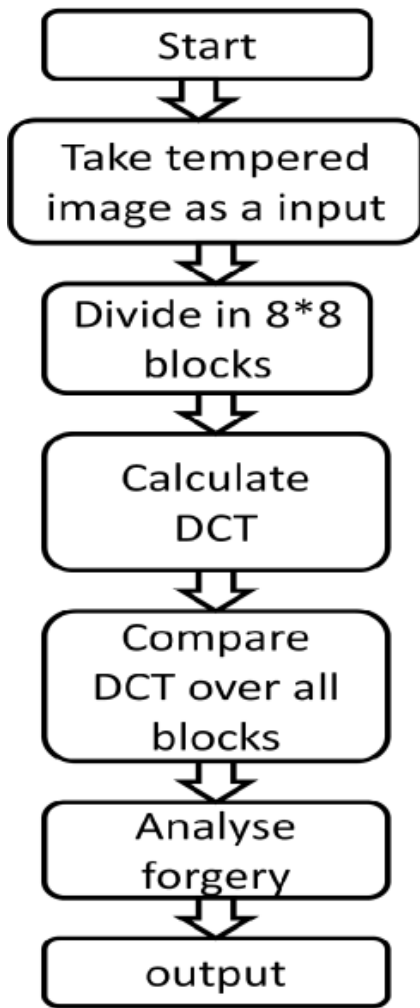 Start
Take tempered
image as a input
Divide in 8*8
blocks
Calculate
DCT
Compare
DCT over all
blocks
Analyse
forgery
output